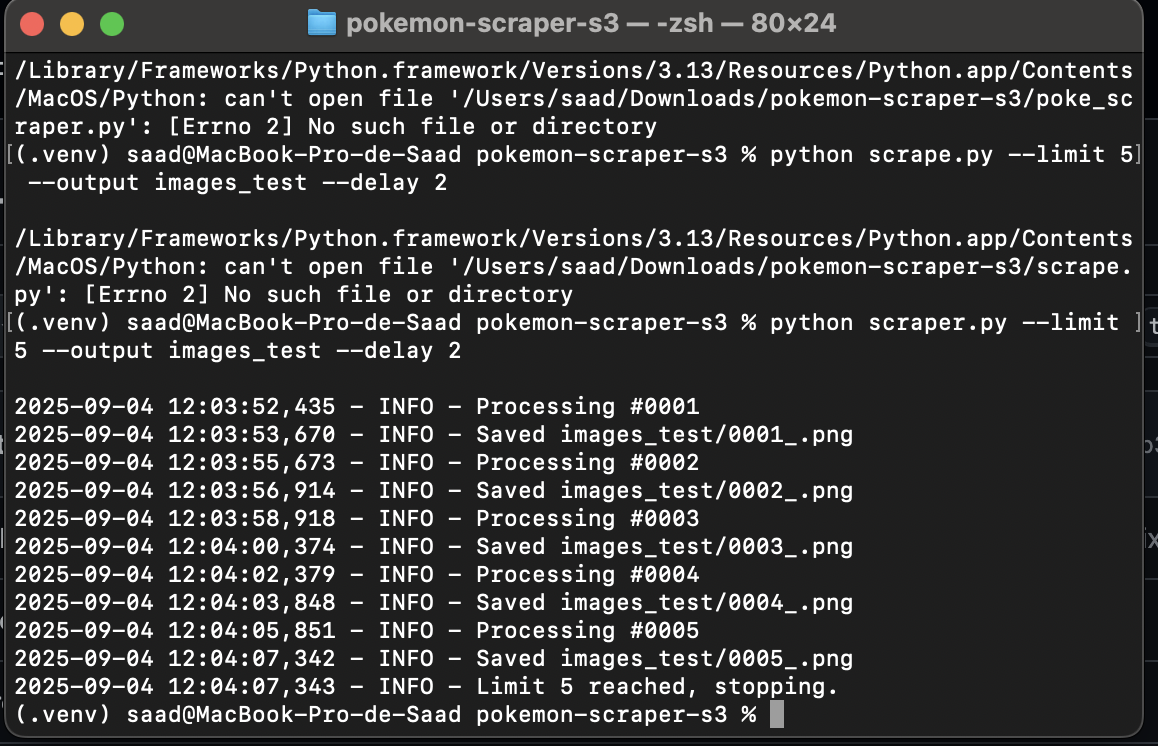 pokemon-scraper-s3 — -zsh — 80×24
/Library/Frameworks/Python.framework/Versions/3.13/Resources/Python.app/Contents
/MacOS/Python: can't open file '/Users/saad/Downloads/pokemon-scraper-s3/poke_sc
raper.py': [Errno 2] No such file or directory
[(.venv) saad@MacBook-Pro-de-Saad pokemon-scraper-s3 % python scrape.py --limit 5]
--output images_test --delay 2
/Library/Frameworks/Python.framework/Versions/3.13/Resources/Python.app/Contents
/MacOS/Python: can't open file '/Users/saad/Downloads/pokemon-scraper-s3/scrape.
py': [Errno 2] No such file or directory
[(.venv) saad@MacBook-Pro-de-Saad pokemon-scraper-s3 % python scraper.py --limit ]
5 --output images_test --delay 2
2025-09-04 12:03:52,435 - INFO - Processing #0001
2025-09-04 12:03:53,670 - INFO - Saved images_test/0001_.png
2025-09-04 12:03:55,673 - INFO - Processing #0002
2025-09-04 12:03:56,914 - INFO - Saved images_test/0002_.png
2025-09-04 12:03:58,918 - INFO - Processing #0003
2025-09-04 12:04:00,374 - INFO - Saved images_test/0003_.png
2025-09-04 12:04:02,379 - INFO - Processing #0004
2025-09-04 12:04:03,848 - INFO - Saved images_test/0004_.png
2025-09-04 12:04:05,851 - INFO - Processing #0005
2025-09-04 12:04:07,342 - INFO - Saved images_test/0005_.png
2025-09-04 12:04:07,343 - INFO - Limit 5 reached, stopping.
(.venv) saad@MacBook-Pro-de-Saad pokemon-scraper-s3 %